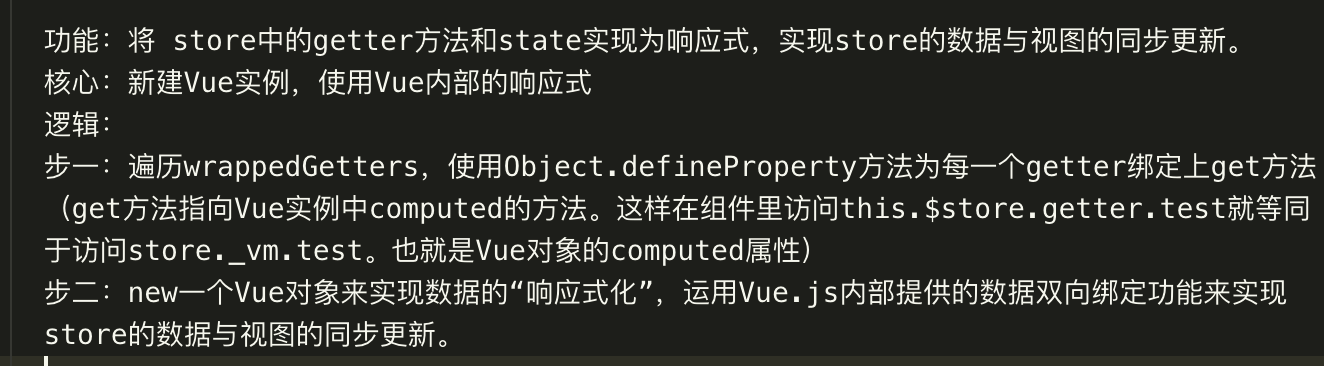 功能：将 store中的getter方法和state实现为响应式，实现store的数据与视图的同步更新。
核心：新建Vue实例，使用Vue内部的响应式
逻辑：
步一：遍历wrappedGetters，使用Object.defineProperty方法为每一个getter绑定上get方法
（get方法指向Vue实例中computed的方法。这样在组件里访问this.$store.getter.test就等同
于访问store._vm.test。也就是Vue对象的computed属性）
步二：new一个Vue对象来实现数据的“响应式化”，运用Vue.js内部提供的数据双向绑定功能来实现
store的数据与视图的同步更新。